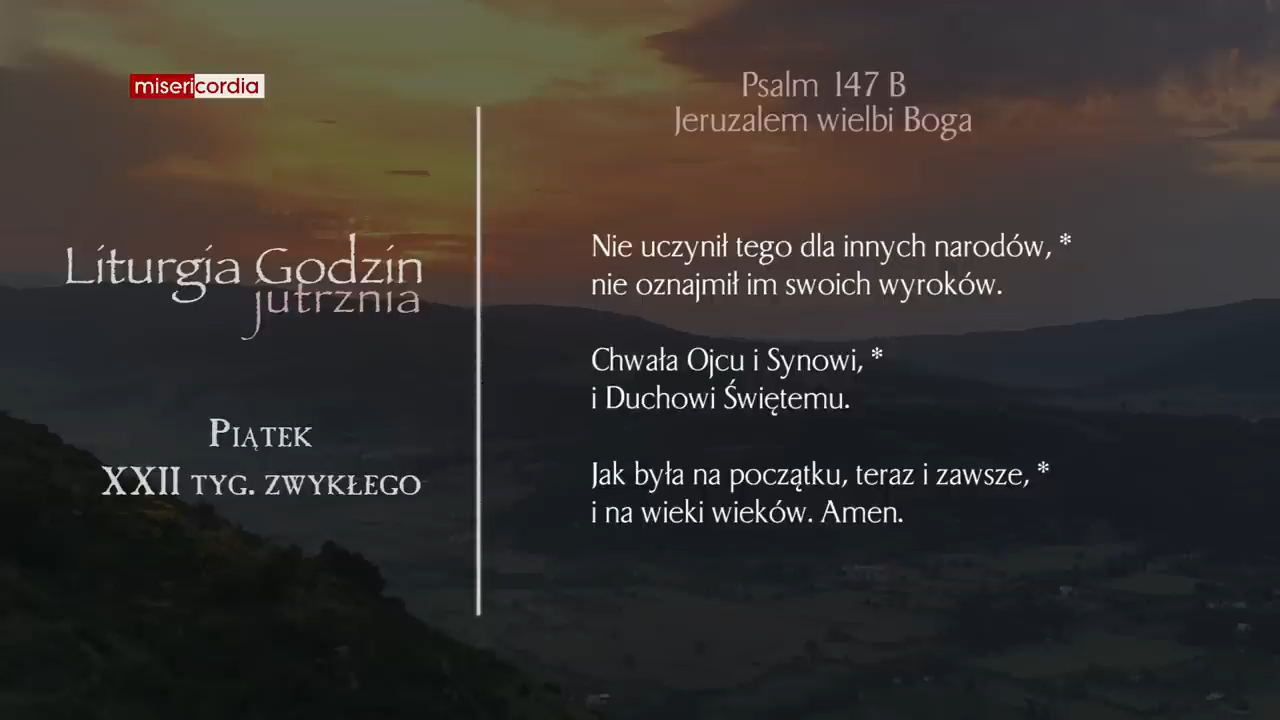 misericordia
Liturgia Godzin
jutrznia
Piątek
XXII tyg. zwykłego
Psalm 147 B
Jeruzalem wielbi Boga
Nie uczynił tego dla innych narodów, *
nie oznajmił im swoich wyroków.
Chwała Ojcu i Synowi, *
i Duchowi Świętemu.
Jak była na początku, teraz i zawsze, *
i na wieki wieków. Amen.